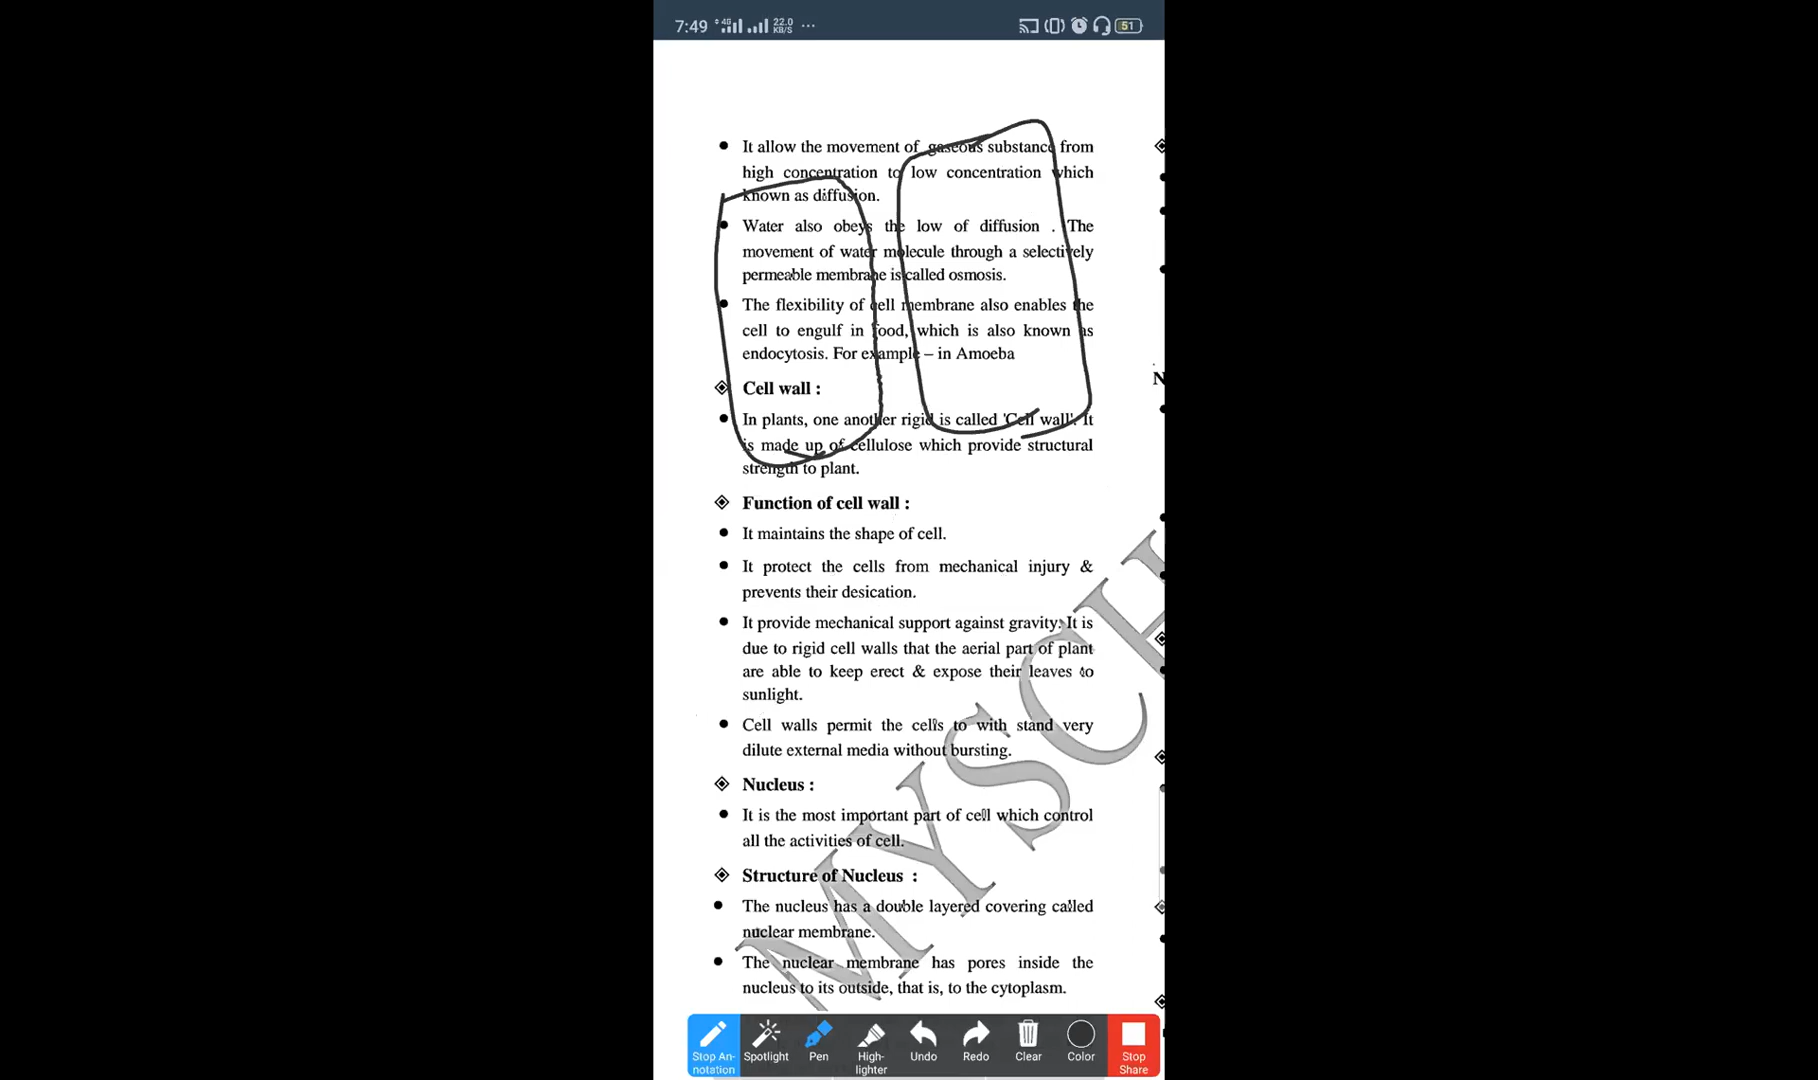 7:49 4G 22.0 KB/S ... 51
It allow the movement of gaseous substance from
high concentration to low concentration which
known as diffusion.
Water also obeys the low of diffusion . The
movement of water molecule through a selectively
permeable membrane is called osmosis.
The flexibility of cell membrane also enables the
cell to engulf in food, which is also known as
endocytosis. For example – in Amoeba
Cell wall :
In plants, one another rigid is called 'Cell wall'. It
is made up of cellulose which provide structural
strength to plant.
Function of cell wall :
It maintains the shape of cell.
It protect the cells from mechanical injury &
prevents their desication.
It provide mechanical support against gravity. It is
due to rigid cell walls that the aerial part of plant
are able to keep erect & expose their leaves to
sunlight.
Cell walls permit the cells to with stand very
dilute external media without bursting.
Nucleus :
It is the most important part of cell which control
all the activities of cell.
Structure of Nucleus :
The nucleus has a double layered covering called
nuclear membrane.
The nuclear membrane has pores inside the
nucleus to its outside, that is, to the cytoplasm.
N
MYSCH
Stop An-
notation
Spotlight
Pen
High-
lighter
Undo
Redo
Clear
Color
Stop
Share